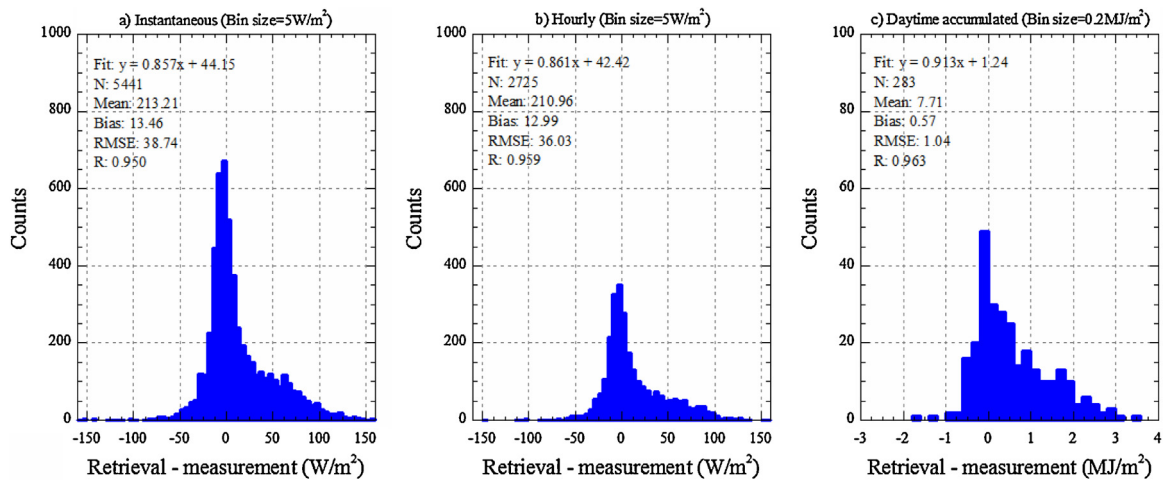 a) Instantaneous (Bin size=5W/m²)
1000
800
600
400
200
0
Counts
Fit: y = 0.857x + 44.15
N: 5441
Mean: 213.21
Bias: 13.46
RMSE: 38.74
R: 0.950
-150 -100 -50 0 50 100 150
Retrieval - measurement (W/m²)
b) Hourly (Bin size=5W/m²)
1000
800
600
400
200
0
Counts
Fit: y = 0.861x + 42.42
N: 2725
Mean: 210.96
Bias: 12.99
RMSE: 36.03
R: 0.959
-150 -100 -50 0 50 100 150
Retrieval - measurement (W/m²)
c) Daytime accumulated (Bin size=0.2MJ/m²)
100
80
60
40
20
0
Counts
Fit: y = 0.913x + 1.24
N: 283
Mean: 7.71
Bias: 0.57
RMSE: 1.04
R: 0.963
-3 -2 -1 0 1 2 3 4
Retrieval - measurement (MJ/m²)